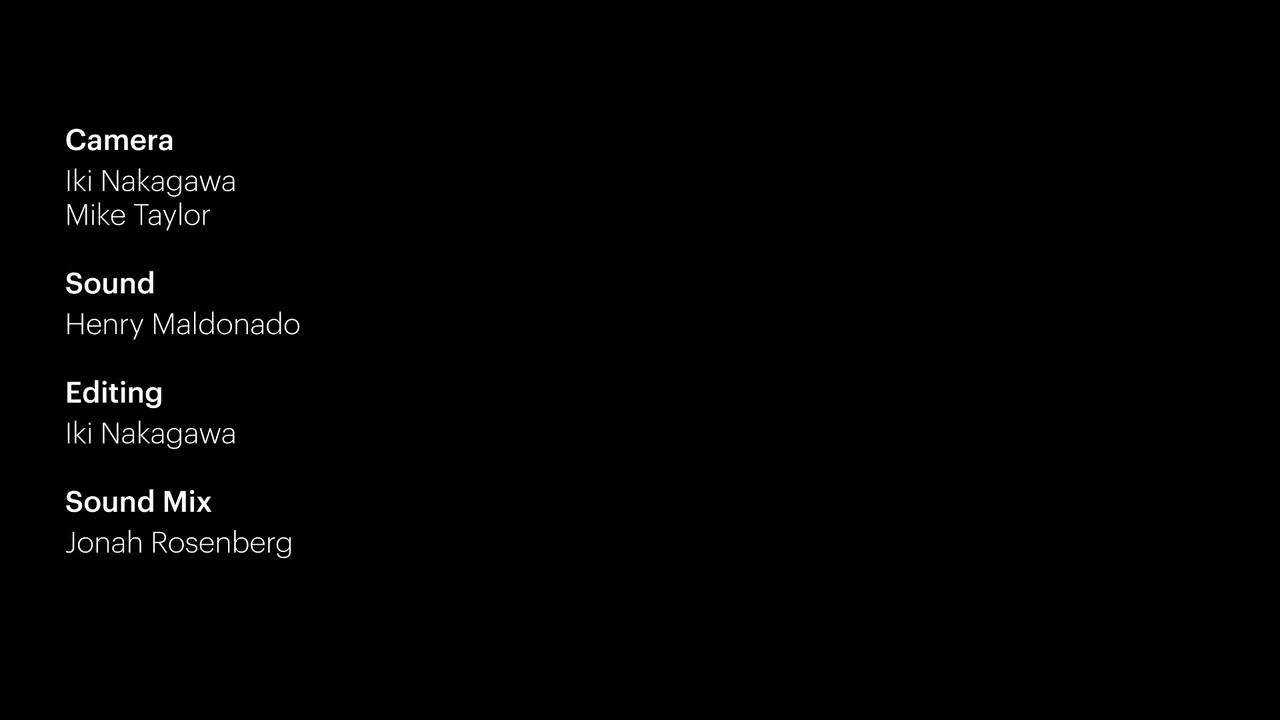 Camera
Iki Nakagawa
Mike Taylor
Sound
Henry Maldonado
Editing
Iki Nakagawa
Sound Mix
Jonah Rosenberg